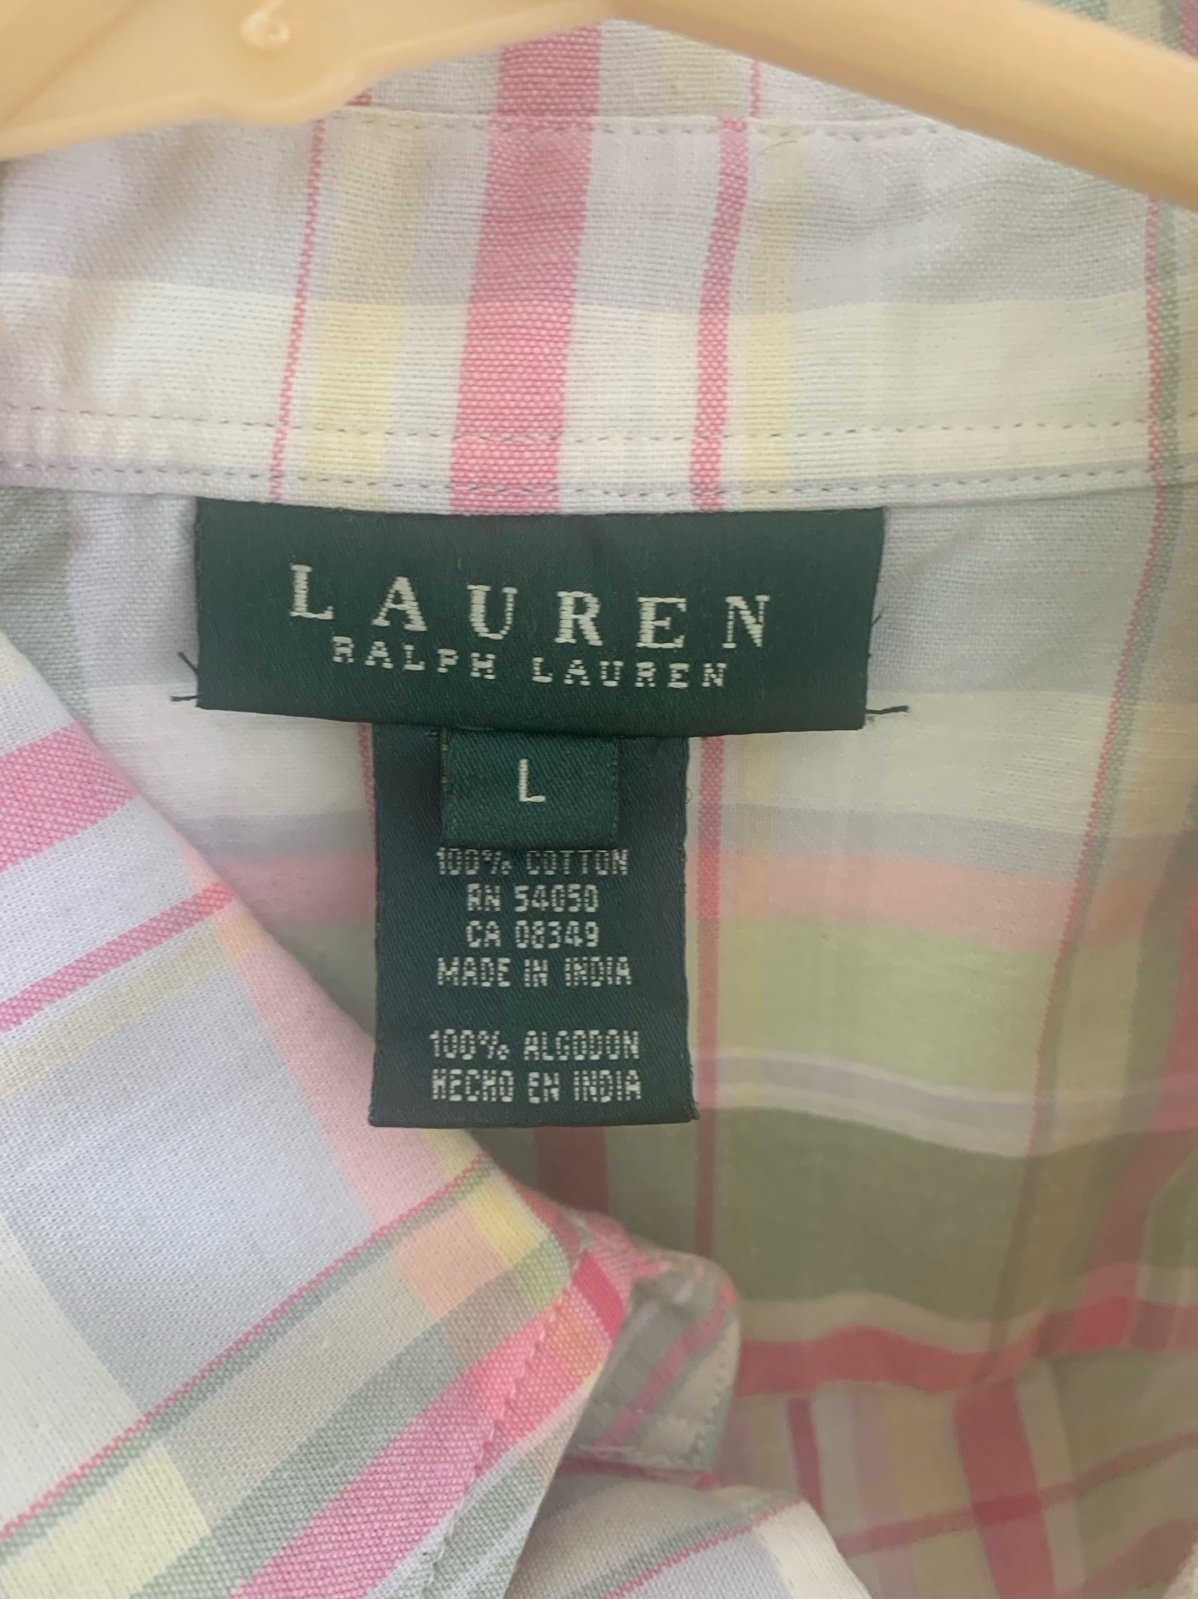 LAUREN
RALPH LAUREN
L
100% COTTON
RN 54050
CA 08349
MADE IN INDIA
100% ALGODON
HECHO EN INDIA